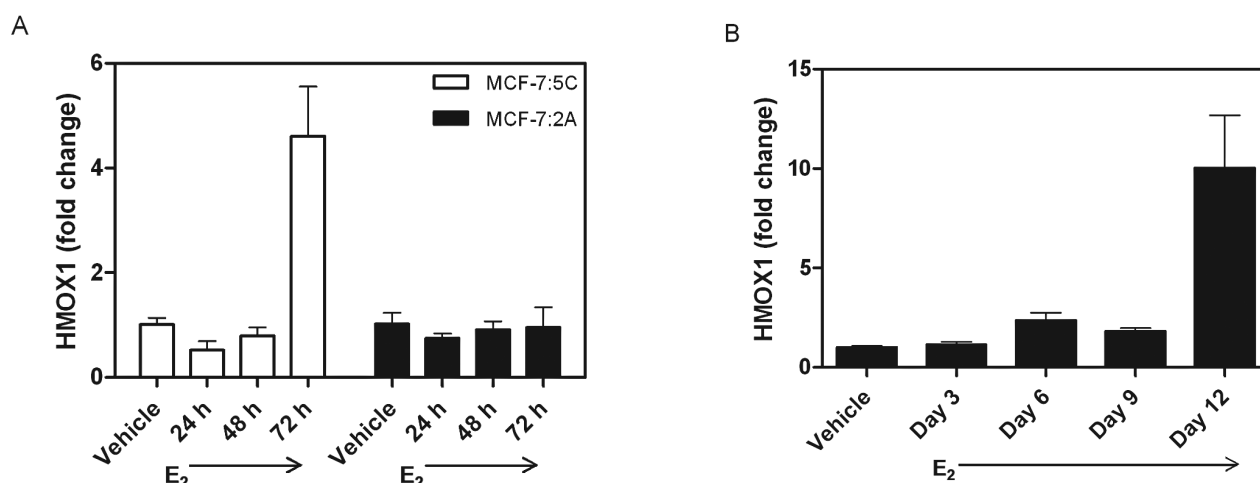 A
HMOX1 (fold change)
6
4
2
0
MCF-7:5C
MCF-7:2A
Vehicle
24 h
48 h
72 h
Vehicle
24 h
48 h
72 h
E₂
E₂
B
HMOX1 (fold change)
15
10
5
0
Vehicle
Day 3
Day 6
Day 9
Day 12
E₂